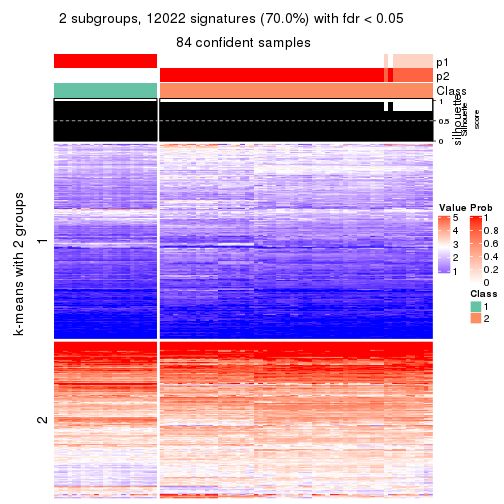 2 subgroups, 12022 signatures (70.0%) with fdr < 0.05
84 confident samples
p1
p2
Class
silhouette
Silhouette
score
1
0.5
0
k-means with 2 groups
1
2
Value
5
4
3
2
1
Prob
1
0.8
0.6
0.4
0.2
0
Class
1
2